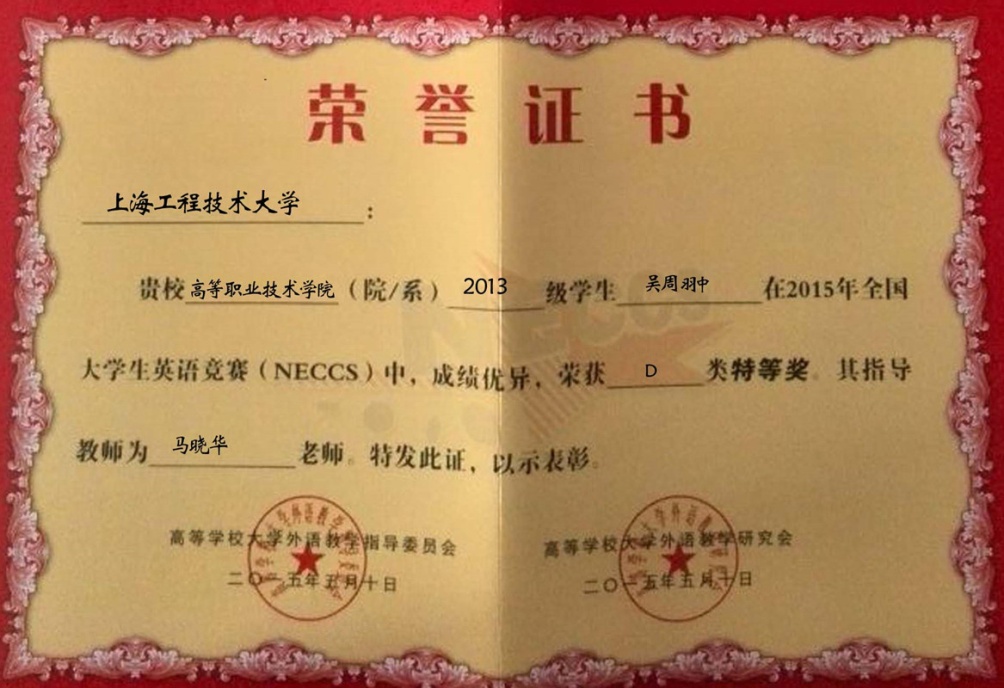 荣誉证书
上海工程技术大学：
贵校高等职业技术学院（院/系）2013级学生吴周羽中在2015年全国
大学生英语竞赛（NECCS）中，成绩优异，荣获D类特等奖。其指导
教师为马晓华老师。特发此证，以示表彰。
高等学校大学外语教学指导委员会
二〇一五年五月十日
高等学校大学外语教学研究会
二〇一五年五月十日
NECCS